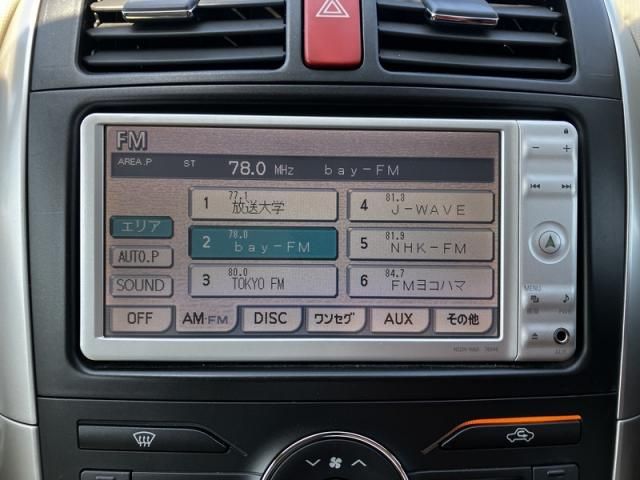 FM
AREA.P ST 78.0 MHz bay-FM
77.1
1 放送大学
81.3
4 J-WAVE
エリア
78.0
2 bay-FM
81.9
5 NHK-FM
AUTO.P
80.0
3 TOKYO FM
84.7
6 FMヨコハマ
SOUND
OFF
AM･FM
DISC
ワンセグ
AUX
その他
MENU